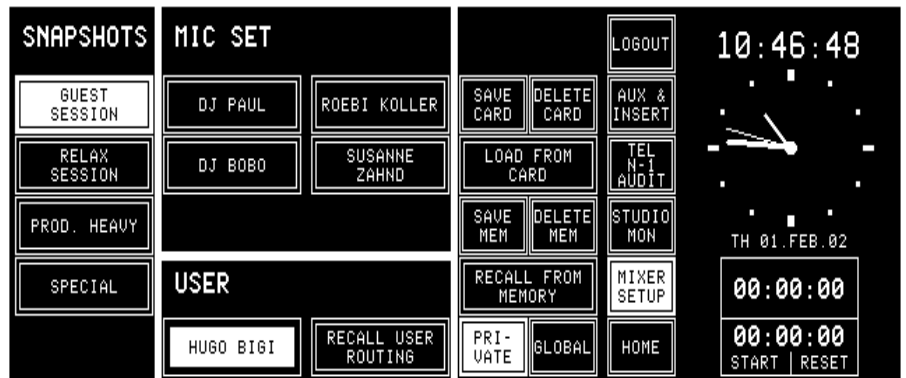 SNAPSHOTS
GUEST
SESSION
RELAX
SESSION
PROD. HEAVY
SPECIAL
MIC SET
DJ PAUL
ROEBI KOLLER
DJ BOBO
SUSANNE
ZAHND
USER
HUGO BIGI
RECALL USER
ROUTING
SAVE
CARD
DELETE
CARD
LOAD FROM
CARD
SAVE
MEM
DELETE
MEM
RECALL FROM
MEMORY
PRI-
VATE
GLOBAL
LOGOUT
AUX &
INSERT
TEL
N-1
AUDIT
STUDIO
MON
MIXER
SETUP
HOME
10:46:48
TH 01.FEB.02
00:00:00
00:00:00
START | RESET